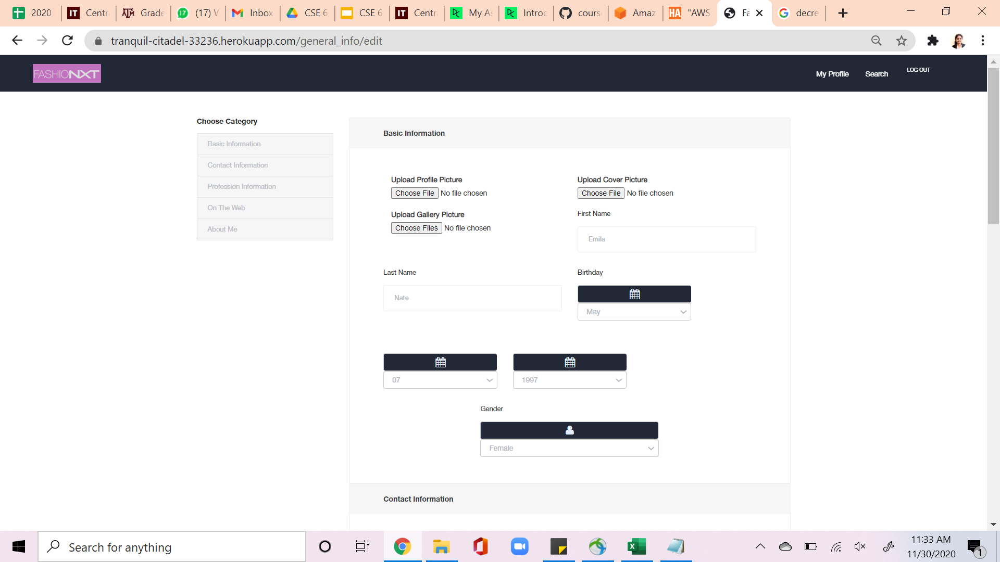 2020
Centr
Grade
(17) W
Inbox
CSE 6
CSE 6
Centr
My As
Introc
cours
Amaz
"AWS
Fa
decre
tranquil-citadel-33236.herokuapp.com/general_info/edit
FASHIONXT
My Profile
Search
LOG OUT
Choose Category
Basic Information
Contact Information
Profession Information
On The Web
About Me
Basic Information
Upload Profile Picture
Choose File No file chosen
Upload Cover Picture
Choose File No file chosen
Upload Gallery Picture
Choose Files No file chosen
First Name
Emila
Last Name
Nate
Birthday
May
07
1997
Gender
Female
Contact Information
Search for anything
11:33 AM
11/30/2020
1